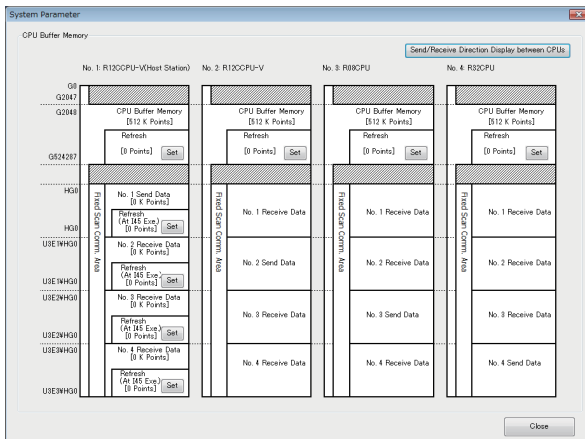 System Parameter
CPU Buffer Memory
Send/Receive Direction Display between CPUs
No. 1: R12CCPU-V(Host Station)
No. 2: R12CCPU-V
No. 3: R08CPU
No. 4: R32CPU
G0
G2047
G2048
G524287
HG0
HG0
U3E1¥HG0
U3E1¥HG0
U3E2¥HG0
U3E2¥HG0
U3E3¥HG0
U3E3¥HG0
CPU Buffer Memory
[512 K Points]
Refresh
[0 Points]
Set
Fixed Scan Comm. Area
No. 1 Send Data
[0 K Points]
Refresh
(At I45 Exe.)
[0 Points]
Set
No. 2 Receive Data
[0 K Points]
Refresh
(At I45 Exe.)
[0 Points]
Set
No. 3 Receive Data
[0 K Points]
Refresh
(At I45 Exe.)
[0 Points]
Set
No. 4 Receive Data
[0 K Points]
Refresh
(At I45 Exe.)
[0 Points]
Set
CPU Buffer Memory
[512 K Points]
Refresh
[0 Points]
Set
Fixed Scan Comm. Area
No. 1 Receive Data
No. 2 Send Data
No. 3 Receive Data
No. 4 Receive Data
CPU Buffer Memory
[512 K Points]
Refresh
[0 Points]
Set
Fixed Scan Comm. Area
No. 1 Receive Data
No. 2 Receive Data
No. 3 Send Data
No. 4 Receive Data
CPU Buffer Memory
[512 K Points]
Refresh
[0 Points]
Set
Fixed Scan Comm. Area
No. 1 Receive Data
No. 2 Receive Data
No. 3 Receive Data
No. 4 Send Data
Close